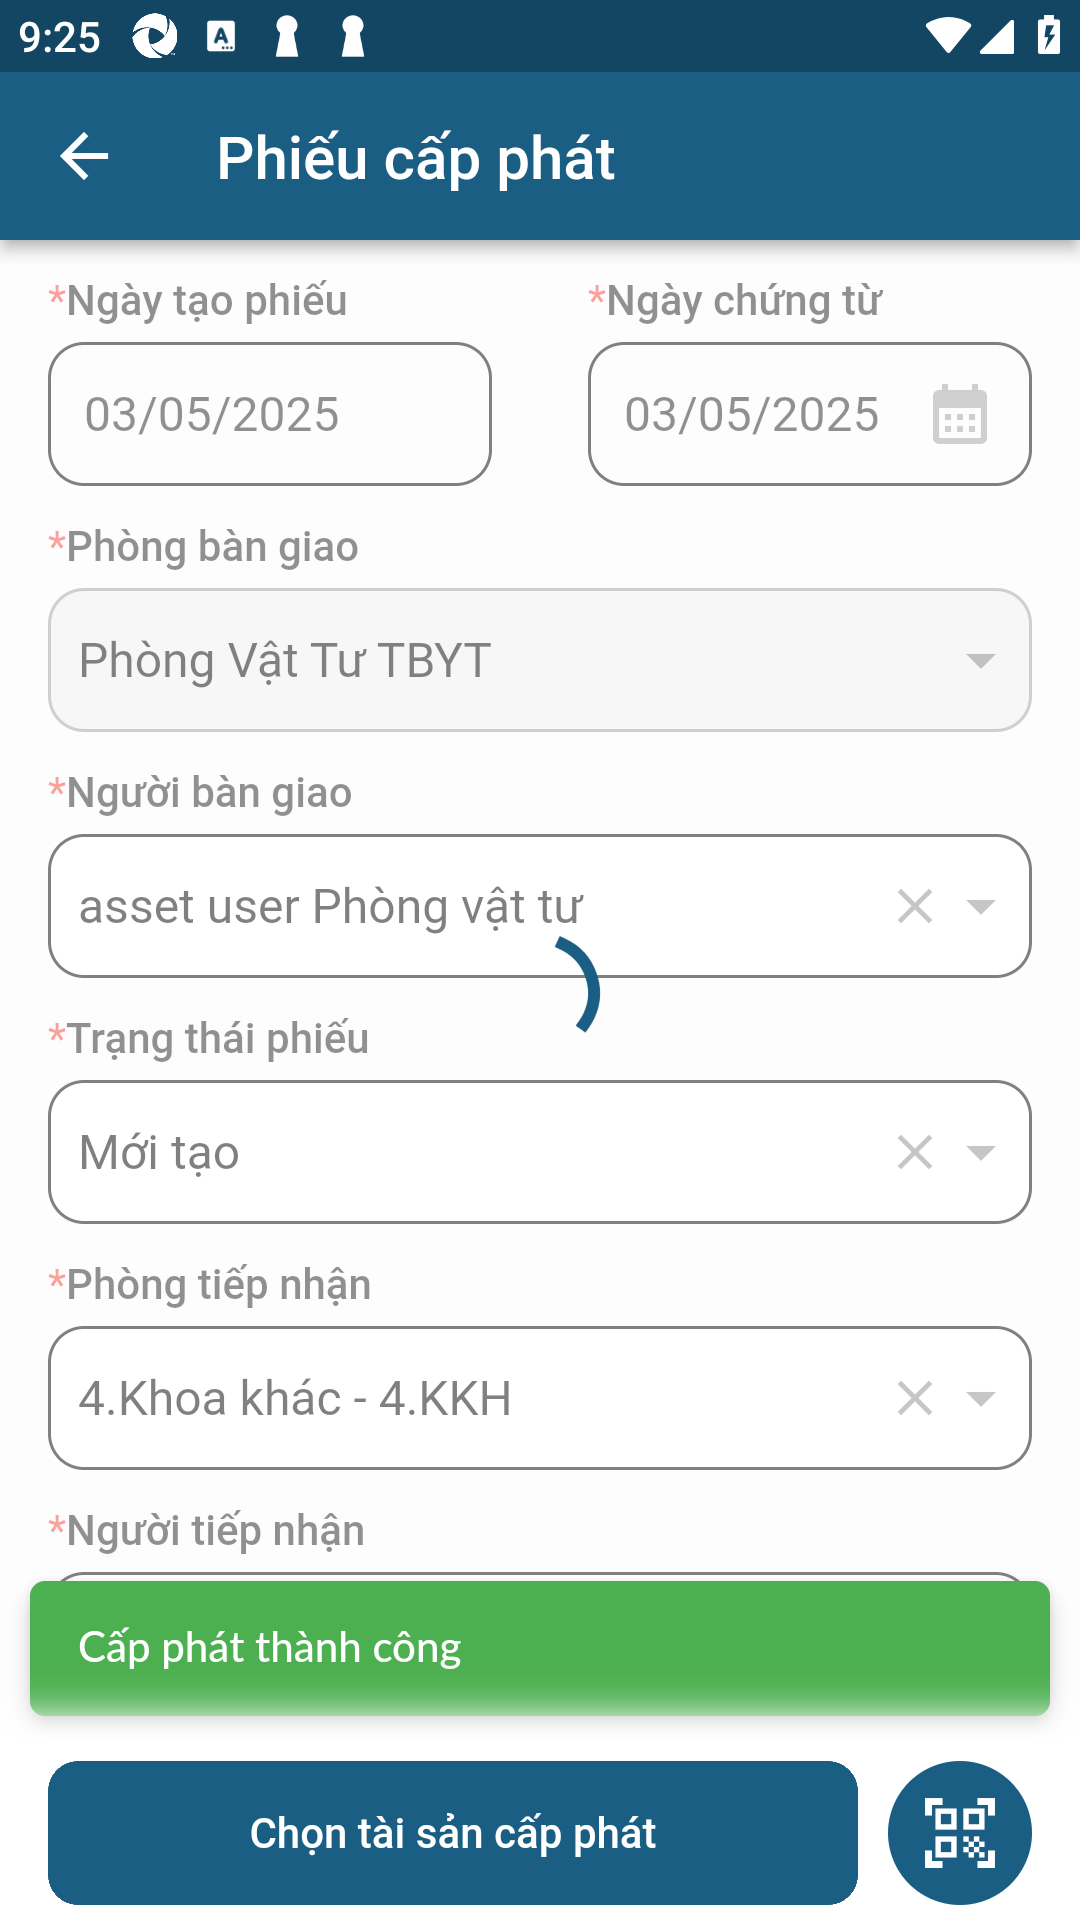 9:25
Phiếu cấp phát
*Ngày tạo phiếu
*Ngày chứng từ
03/05/2025
03/05/2025
*Phòng bàn giao
Phòng Vật Tư TBYT
*Người bàn giao
asset user Phòng vật tư
*Trạng thái phiếu
Mới tạo
*Phòng tiếp nhận
4.Khoa khác - 4.KKH
*Người tiếp nhận
Cấp phát thành công
Chọn tài sản cấp phát